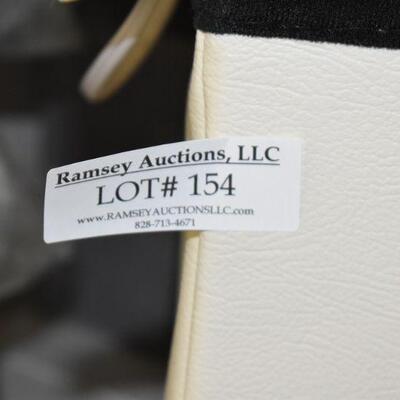 Ramsey Auctions, LLC
LOT# 154
www.RAMSEYAUCTIONSLLC.com
828-713-4671